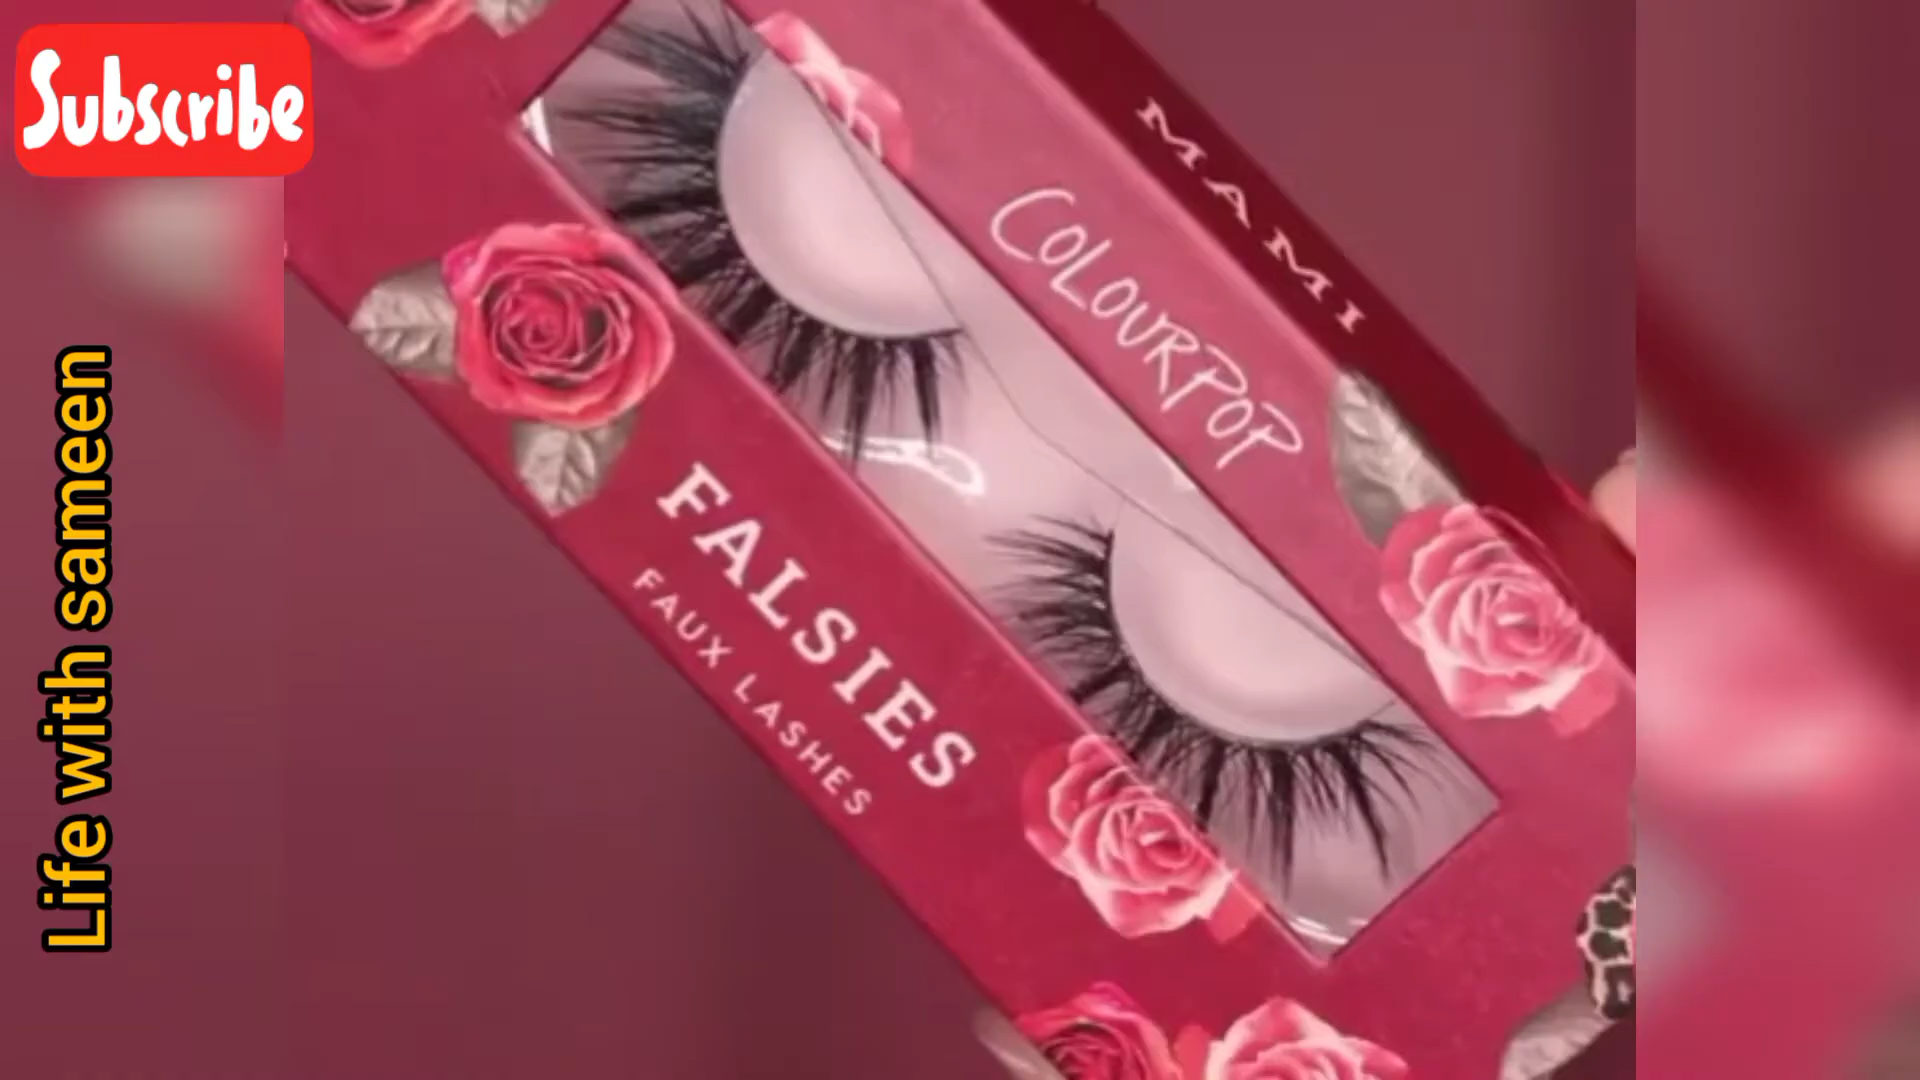 Subscribe
Life with sameen
MAMI
COLOURPOP
FALSIES
FAUX LASHES